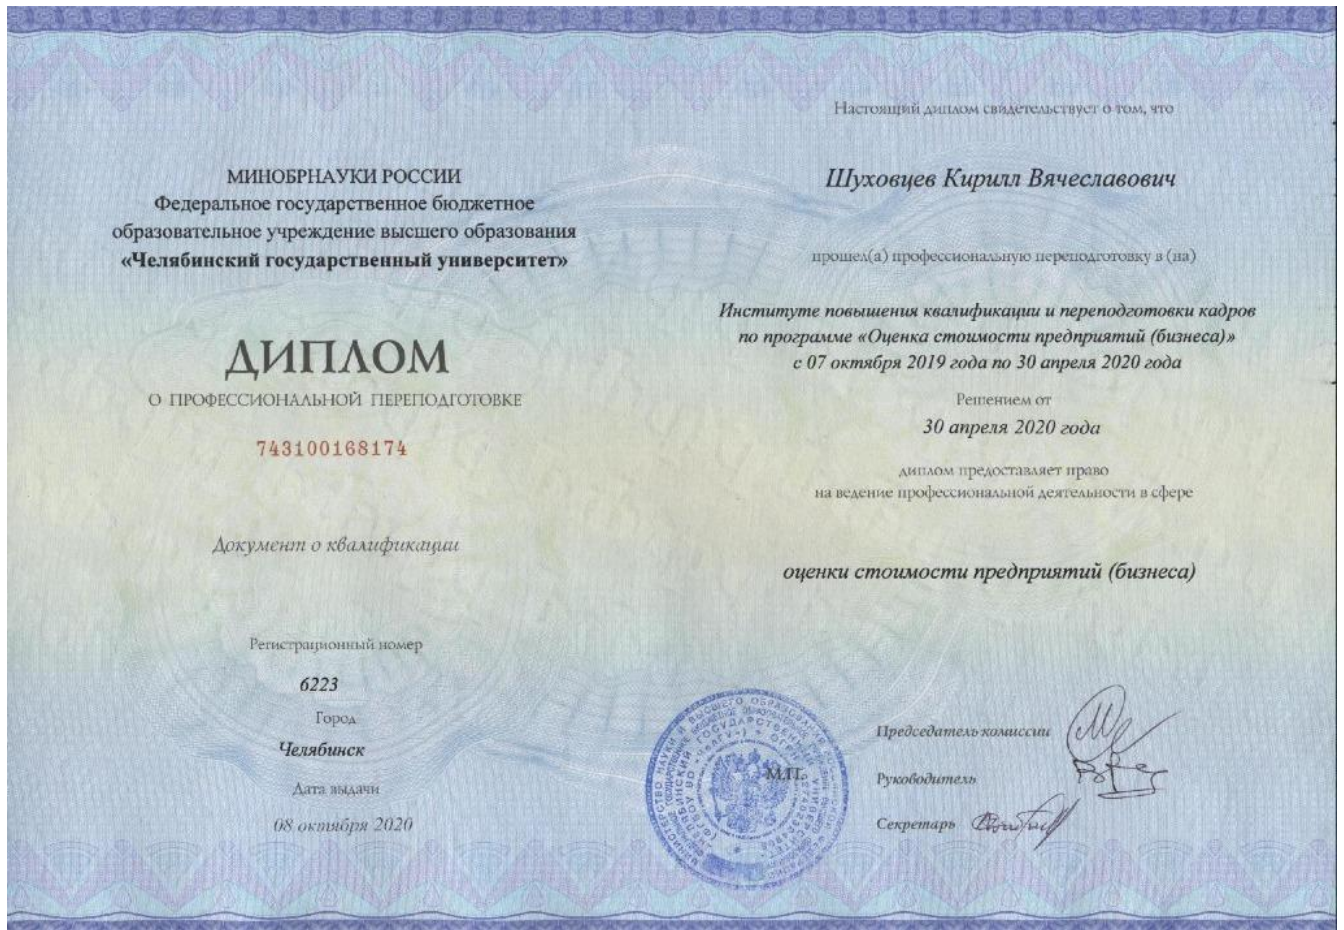 МИНОБРНАУКИ РОССИИ
Федеральное государственное бюджетное
образовательное учреждение высшего образования
«Челябинский государственный университет»
ДИПЛОМ
О ПРОФЕССИОНАЛЬНОЙ ПЕРЕПОДГОТОВКЕ
743100168174
Документ о квалификации
Регистрационный номер
6223
Город
Челябинск
Дата выдачи
08 октября 2020
Настоящий диплом свидетельствует о том, что
Шуховцев Кирилл Вячеславович
прошел(а) профессиональную переподготовку в (на)
Институте повышения квалификации и переподготовки кадров
по программе «Оценка стоимости предприятий (бизнеса)»
с 07 октября 2019 года по 30 апреля 2020 года
Решением от
30 апреля 2020 года
диплом предоставляет право
на ведение профессиональной деятельности в сфере
оценки стоимости предприятий (бизнеса)
М.П.
Председатель комиссии
Руководитель
Секретарь